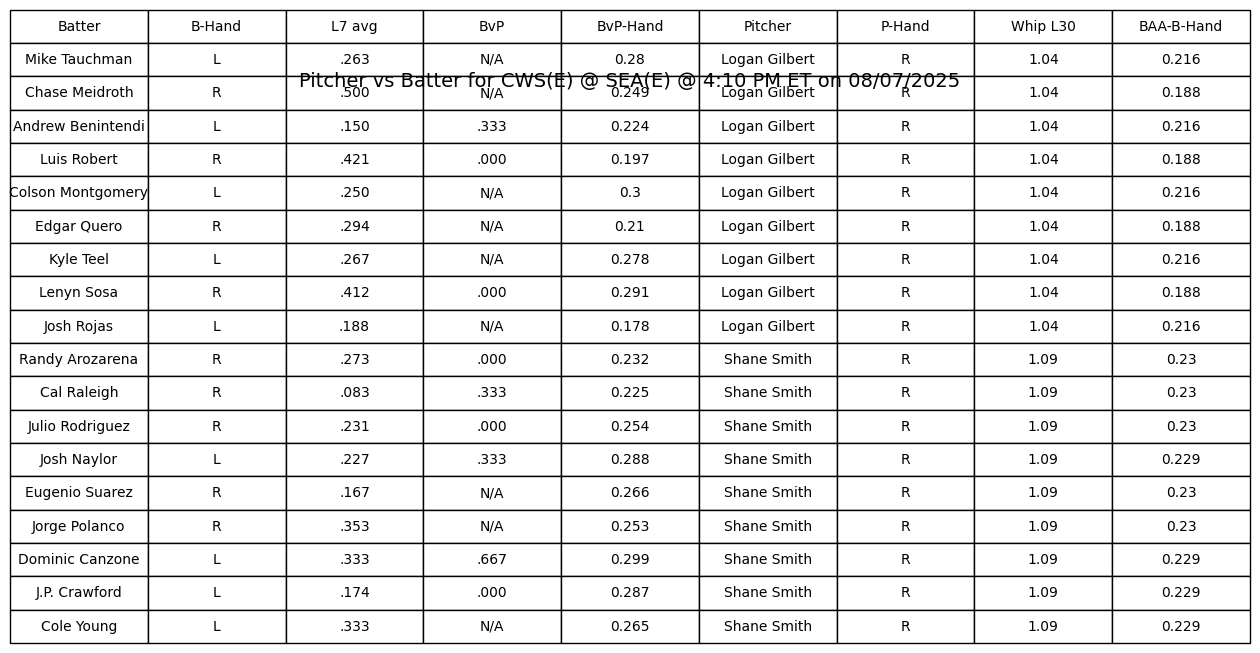 Batter B-Hand L7 avg BvP BvP-Hand Pitcher P-Hand Whip L30 BAA-B-Hand
Mike Tauchman L .263 N/A 0.28 Logan Gilbert R 1.04 0.216
Pitcher vs Batter for CWS(E) @ SEA(E) @ 4:10 PM ET on 08/07/2025
Chase Meidroth R .500 N/A 0.249 Logan Gilbert R 1.04 0.188
Andrew Benintendi L .150 .333 0.224 Logan Gilbert R 1.04 0.216
Luis Robert R .421 .000 0.197 Logan Gilbert R 1.04 0.188
Colson Montgomery L .250 N/A 0.3 Logan Gilbert R 1.04 0.216
Edgar Quero R .294 N/A 0.21 Logan Gilbert R 1.04 0.188
Kyle Teel L .267 N/A 0.278 Logan Gilbert R 1.04 0.216
Lenyn Sosa R .412 .000 0.291 Logan Gilbert R 1.04 0.188
Josh Rojas L .188 N/A 0.178 Logan Gilbert R 1.04 0.216
Randy Arozarena R .273 .000 0.232 Shane Smith R 1.09 0.23
Cal Raleigh R .083 .333 0.225 Shane Smith R 1.09 0.23
Julio Rodriguez R .231 .000 0.254 Shane Smith R 1.09 0.23
Josh Naylor L .227 .333 0.288 Shane Smith R 1.09 0.229
Eugenio Suarez R .167 N/A 0.266 Shane Smith R 1.09 0.23
Jorge Polanco R .353 N/A 0.253 Shane Smith R 1.09 0.23
Dominic Canzone L .333 .667 0.299 Shane Smith R 1.09 0.229
J.P. Crawford L .174 .000 0.287 Shane Smith R 1.09 0.229
Cole Young L .333 N/A 0.265 Shane Smith R 1.09 0.229